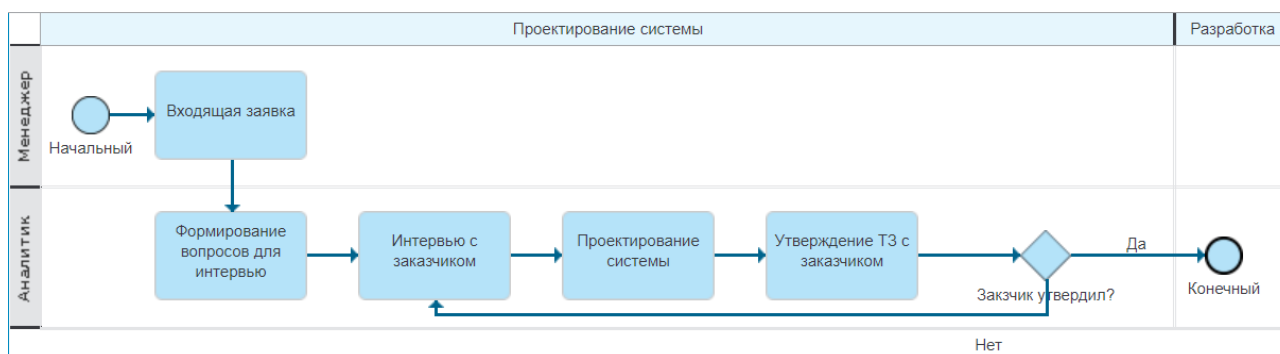 Проектирование системы
Разработка
Менеджер
Начальный
Входящая заявка
Аналитик
Формирование
вопросов для
интервью
Интервью с
заказчиком
Проектирование
системы
Утверждение ТЗ с
заказчиком
Закзчик утвердил?
Да
Конечный
Нет